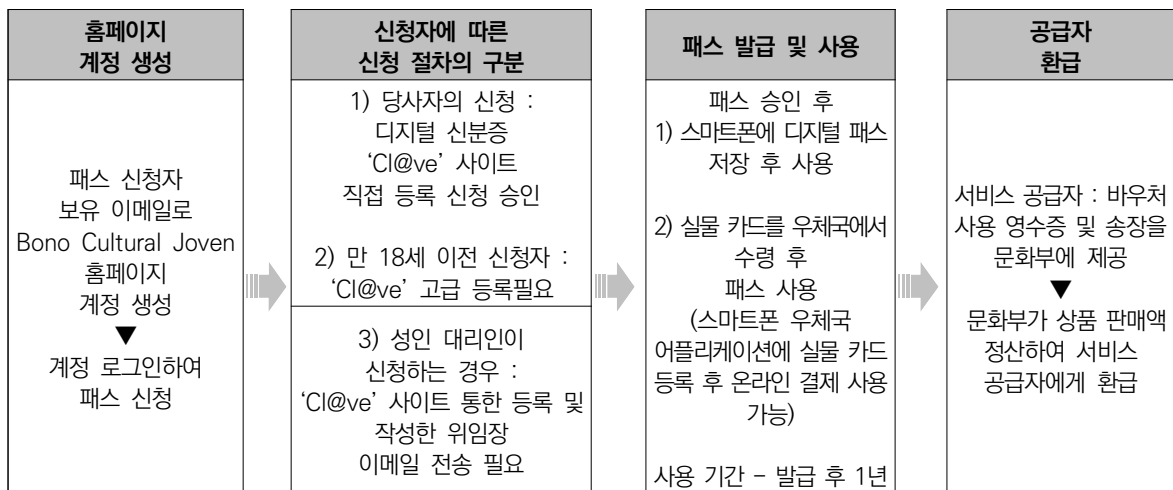 홈페이지
계정 생성
패스 신청자
보유 이메일로
Bono Cultural Joven
홈페이지
계정 생성
▼
계정 로그인하여
패스 신청
신청자에 따른
신청 절차의 구분
1) 당사자의 신청 :
디지털 신분증
‘Cl@ve’ 사이트
직접 등록 신청 승인
2) 만 18세 이전 신청자 :
‘Cl@ve’ 고급 등록필요
3) 성인 대리인이
신청하는 경우 :
‘Cl@ve’ 사이트 통한 등록 및
작성한 위임장
이메일 전송 필요
패스 발급 및 사용
패스 승인 후
1) 스마트폰에 디지털 패스
저장 후 사용
2) 실물 카드를 우체국에서
수령 후
패스 사용
(스마트폰 우체국
어플리케이션에 실물 카드
등록 후 온라인 결제 사용
가능)
사용 기간 – 발급 후 1년
공급자
환급
서비스 공급자 : 바우처
사용 영수증 및 송장을
문화부에 제공
▼
문화부가 상품 판매액
정산하여 서비스
공급자에게 환급